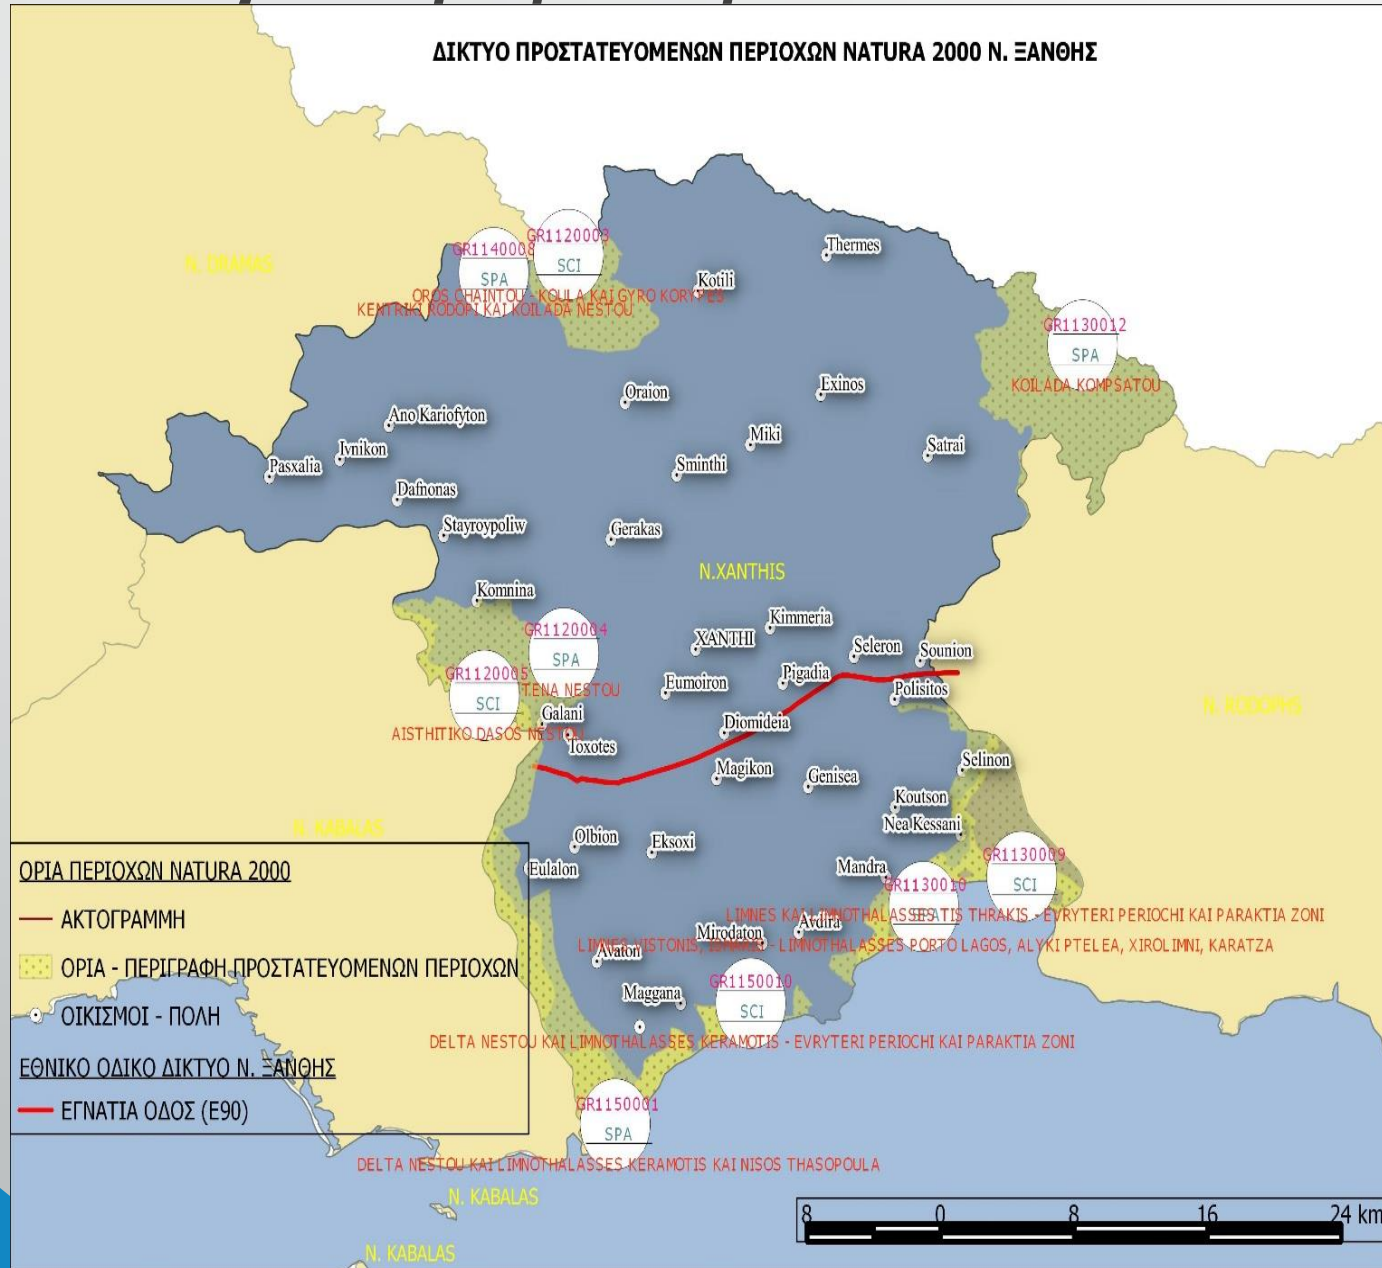 ΔΙΚΤΥΟ ΠΡΟΣΤΑΤΕΥΟΜΕΝΩΝ ΠΕΡΙΟΧΩΝ NATURA 2000 Ν. ΞΑΝΘΗΣ
GR1120003
SCI
GR1140008
SPA
Thermes
N. DRAMAS
Kotili
OROS CHAINTOU - KOULA KAI GYRO KORYFES
KENTRIKI RODOPI KAI KOILADA NESTOU
GR1130012
SPA
KOILADA KOMPSATOU
Exinos
Oraion
Ano Kariofyton
Miki
Satrai
Ivnikon
Pasxalia
Sminthi
Dafnonas
Stayroypoliw
Gerakas
N.XANTHIS
Komnina
Kimmeria
GR1120004
SPA
XANTHI
Seleron
Sounion
GR1120005
SCI
Eumoiron
Pigadia
TENA NESTOU
Polisitos
N. RODOPHS
Galani
Diomideia
AISTHITIKO DASOS NESTOU
Toxotes
Magikon
Genisea
Selinon
Koutson
Nea Kessani
N. KABALAS
Olbion
Eksoxi
GR1130009
SCI
Eulalon
Mandra
GR1130010
SPA
LIMNES KAI LIMNOTHALASSES TIS THRAKIS - EVRYTERI PERIOCHI KAI PARAKTIA ZONI
Avdira
Mirodaton
LIMNES VISTONIS, ISMARIS - LIMNOTHALASSES PORTO LAGOS, ALYKI PTELEA, XIROLIMNI, KARATZA
Avaton
GR1150010
SCI
Maggana
DELTA NESTOU KAI LIMNOTHALASSES KERAMOTIS - EVRYTERI PERIOCHI KAI PARAKTIA ZONI
GR1150001
SPA
DELTA NESTOU KAI LIMNOTHALASSES KERAMOTIS KAI NISOS THASOPOULA
N. KABALAS
N. KABALAS
ΟΡΙΑ ΠΕΡΙΟΧΩΝ NATURA 2000
ΑΚΤΟΓΡΑΜΜΗ
ΟΡΙΑ - ΠΕΡΙΓΡΑΦΗ ΠΡΟΣΤΑΤΕΥΟΜΕΝΩΝ ΠΕΡΙΟΧΩΝ
ΟΙΚΙΣΜΟΙ - ΠΟΛΗ
ΕΘΝΙΚΟ ΟΔΙΚΟ ΔΙΚΤΥΟ Ν. ΞΑΝΘΗΣ
ΕΓΝΑΤΙΑ ΟΔΟΣ (Ε90)
8 0 8 16 24 km